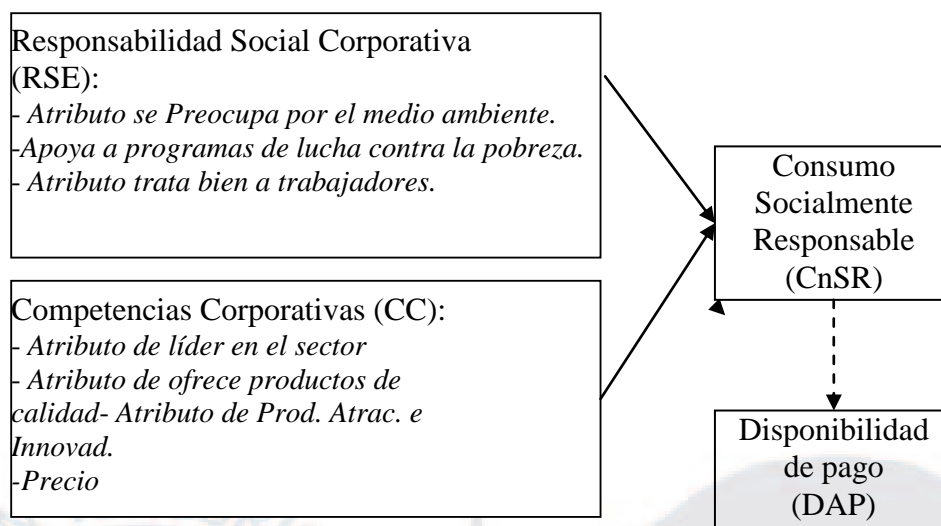 Responsabilidad Social Corporativa
(RSE):
- Atributo se Preocupa por el medio ambiente.
-Apoya a programas de lucha contra la pobreza.
- Atributo trata bien a trabajadores.
Competencias Corporativas (CC):
- Atributo de líder en el sector
- Atributo de ofrece productos de
calidad- Atributo de Prod. Atrac. e
Innovad.
-Precio
Consumo
Socialmente
Responsable
(CnSR)
Disponibilidad
de pago
(DAP)